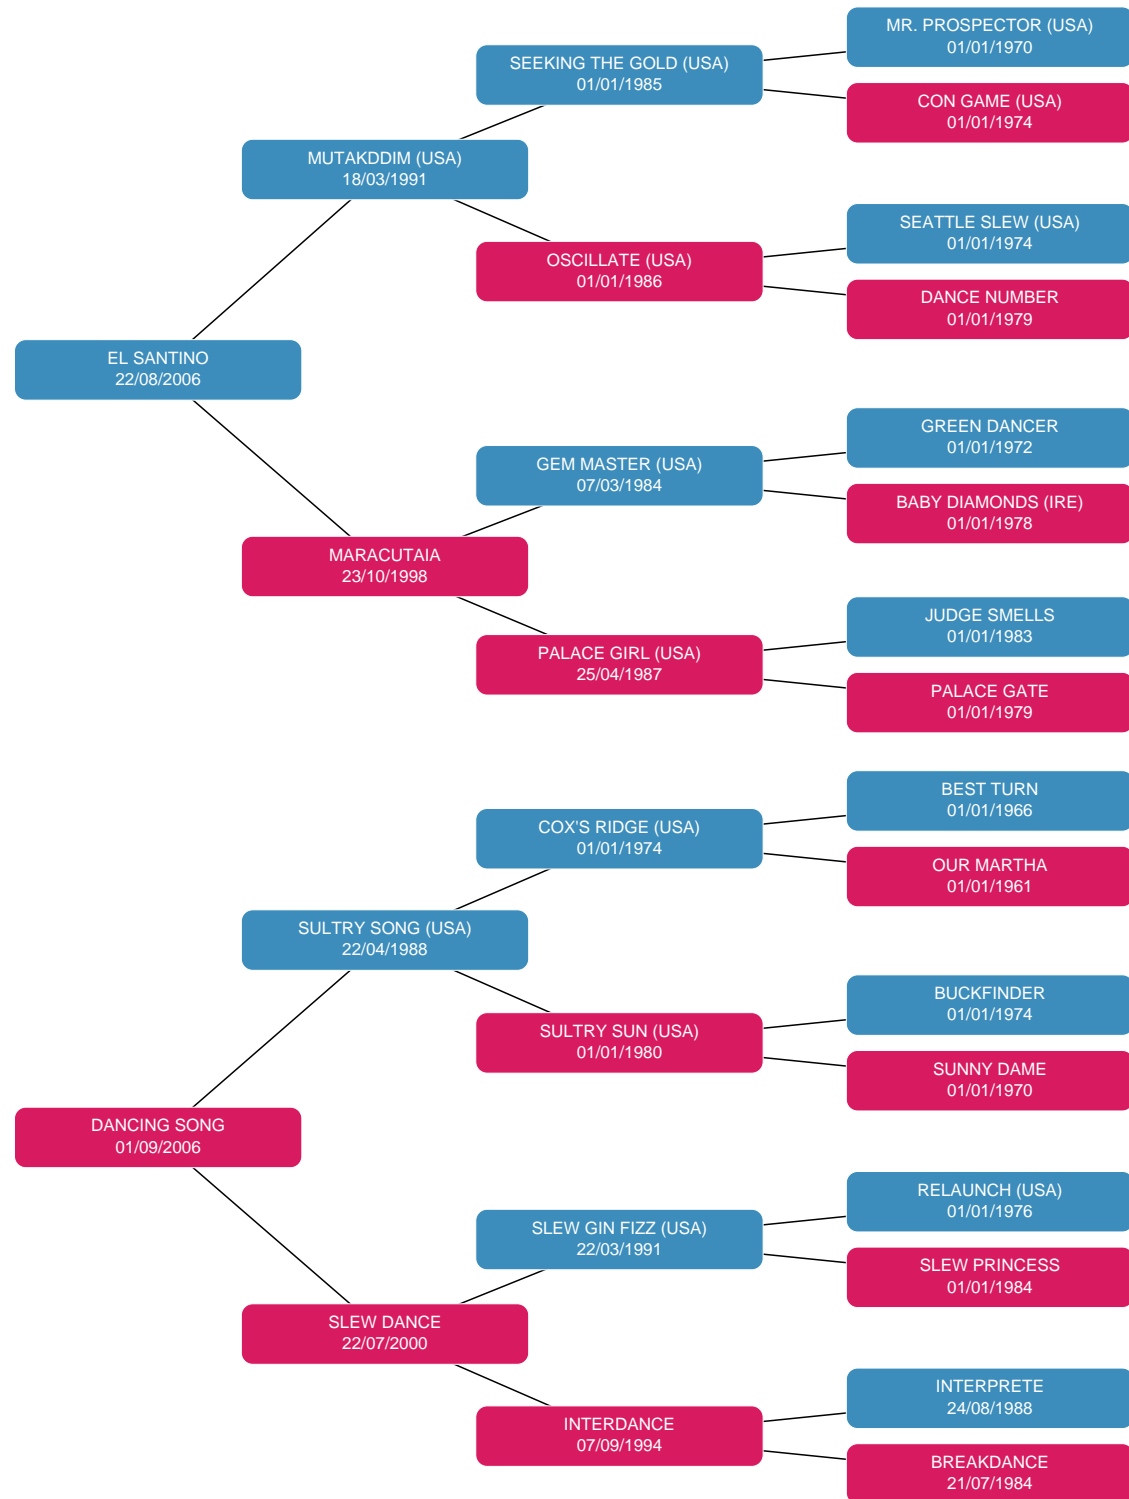 MR. PROSPECTOR (USA)
01/01/1970
SEEKING THE GOLD (USA)
01/01/1985
CON GAME (USA)
01/01/1974
MUTAKDDIM (USA)
18/03/1991
SEATTLE SLEW (USA)
01/01/1974
OSCILLATE (USA)
01/01/1986
DANCE NUMBER
01/01/1979
EL SANTINO
22/08/2006
GREEN DANCER
01/01/1972
GEM MASTER (USA)
07/03/1984
BABY DIAMONDS (IRE)
01/01/1978
MARACUTAIA
23/10/1998
JUDGE SMELLS
01/01/1983
PALACE GIRL (USA)
25/04/1987
PALACE GATE
01/01/1979
BEST TURN
01/01/1966
COX'S RIDGE (USA)
01/01/1974
OUR MARTHA
01/01/1961
SULTRY SONG (USA)
22/04/1988
BUCKFINDER
01/01/1974
SULTRY SUN (USA)
01/01/1980
SUNNY DAME
01/01/1970
DANCING SONG
01/09/2006
RELAUNCH (USA)
01/01/1976
SLEW GIN FIZZ (USA)
22/03/1991
SLEW PRINCESS
01/01/1984
SLEW DANCE
22/07/2000
INTERPRETE
24/08/1988
INTERDANCE
07/09/1994
BREAKDANCE
21/07/1984